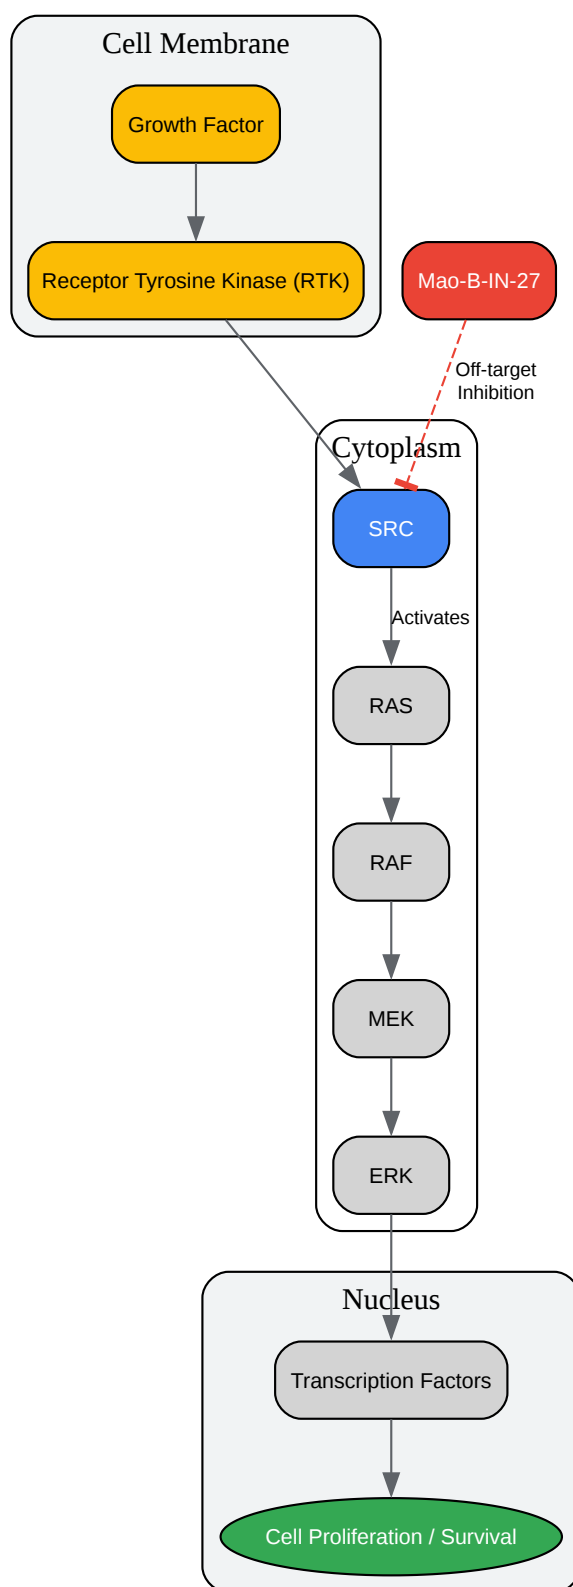 Cell Membrane
Growth Factor
Receptor Tyrosine Kinase (RTK)
Mao-B-IN-27
Off-target
Inhibition
Cytoplasm
SRC
Activates
RAS
RAF
MEK
ERK
Nucleus
Transcription Factors
Cell Proliferation / Survival